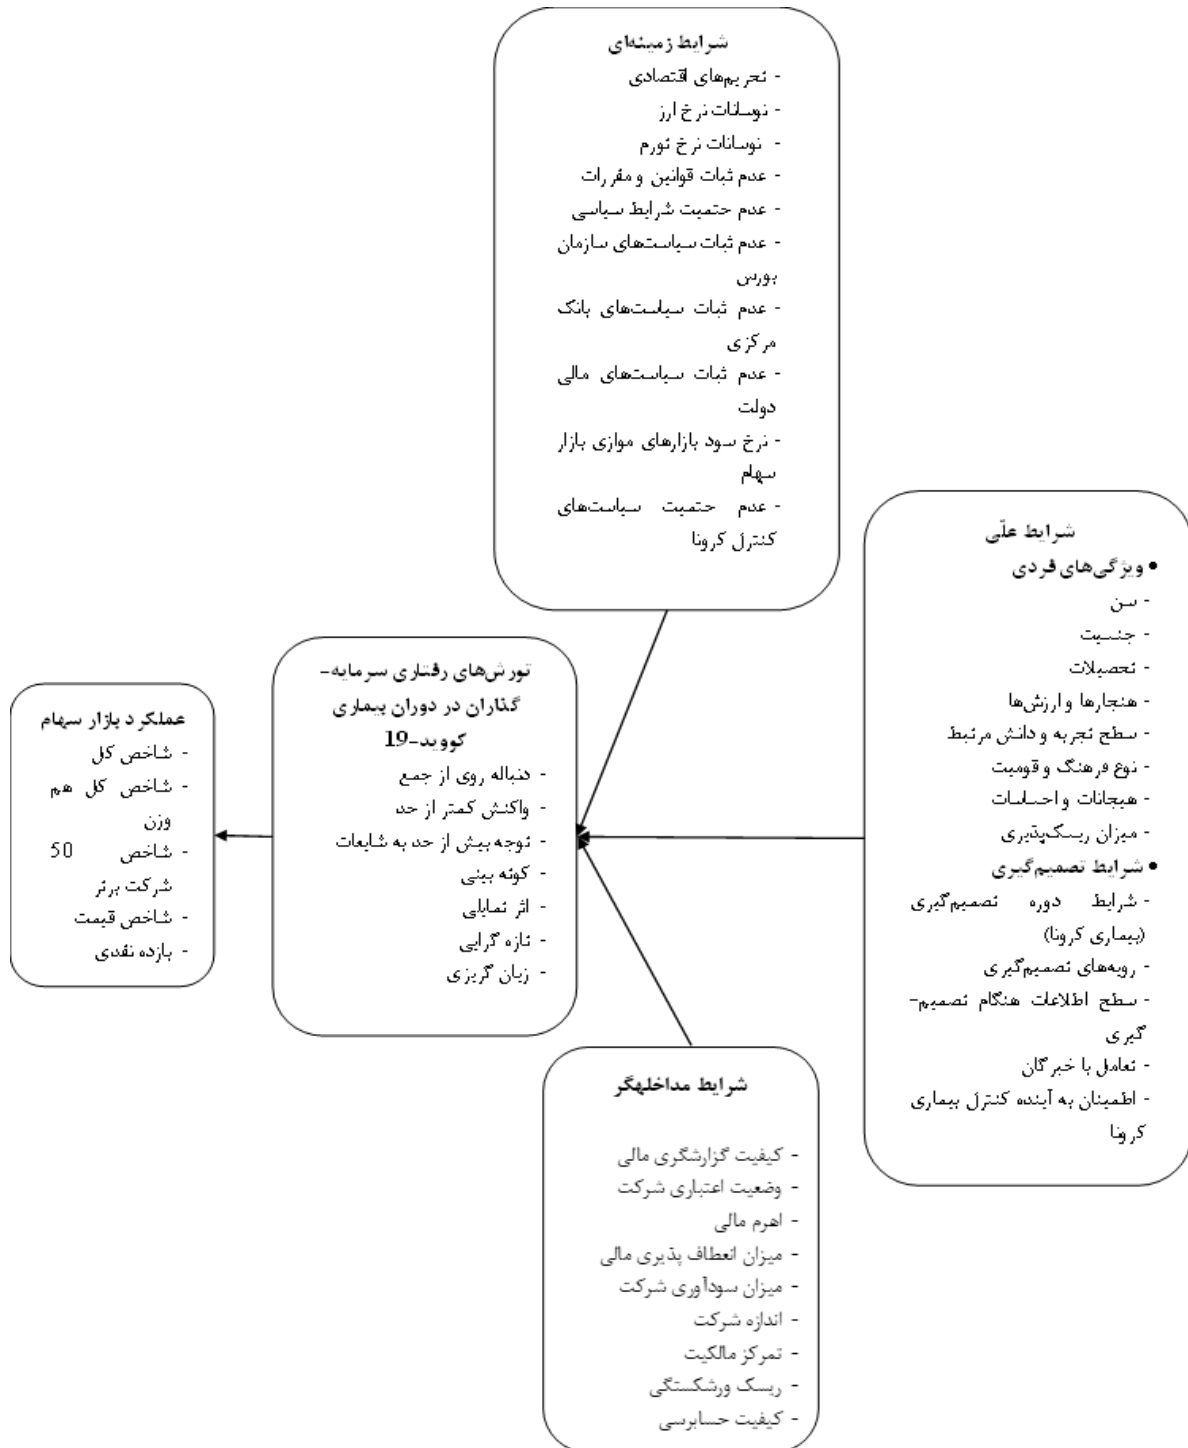 شرایط زمینه‌ای
- تحریم‌های اقتصادی
- نوسانات نرخ ارز
- نوسانات نرخ تورم
- عدم ثبات قوانین و مقررات
- عدم حتمیت شرایط سیاسی
- عدم ثبات سیاست‌های سازمان
بورس
- عدم ثبات سیاست‌های بانک
مرکزی
- عدم ثبات سیاست‌های مالی
دولت
- نرخ سود بازارهای موازی بازار
سهام
- عدم حتمیت سیاست‌های
کنترل کرونا
شرایط علّی
• ویژگی‌های فردی
- سن
- جنسیت
- تحصیلات
- هنجارها و ارزش‌ها
- سطح تجربه و دانش مرتبط
- نوع فرهنگ و قومیت
- هیجانات و احساسات
- میزان ریسک‌پذیری
• شرایط تصمیم‌گیری
- شرایط دوره تصمیم‌گیری
(بیماری کرونا)
- رویه‌های تصمیم‌گیری
- سطح اطلاعات هنگام تصمیم-
گیری
- تعامل با خبرگان
- اطمینان به آینده کنترل بیماری
کرونا
تورش‌های رفتاری سرمایه-
گذاران در دوران بیماری
کووید-19
- دنباله روی از جمع
- واکنش کمتر از حد
- توجه بیش از حد به شایعات
- کوته بینی
- اثر تمایلی
- تازه گرایی
- زیان گریزی
عملکرد بازار سهام
- شاخص کل
- شاخص کل هم
وزن
- شاخص 50
شرکت برتر
- شاخص قیمت
- بازده نقدی
شرایط مداخله‎گر
- کیفیت گزارشگری مالی
- وضعیت اعتباری شرکت
- اهرم مالی
- میزان انعطاف پذیری مالی
- میزان سودآوری شرکت
- اندازه شرکت
- تمرکز مالکیت
- ریسک ورشکستگی
- کیفیت حسابرسی